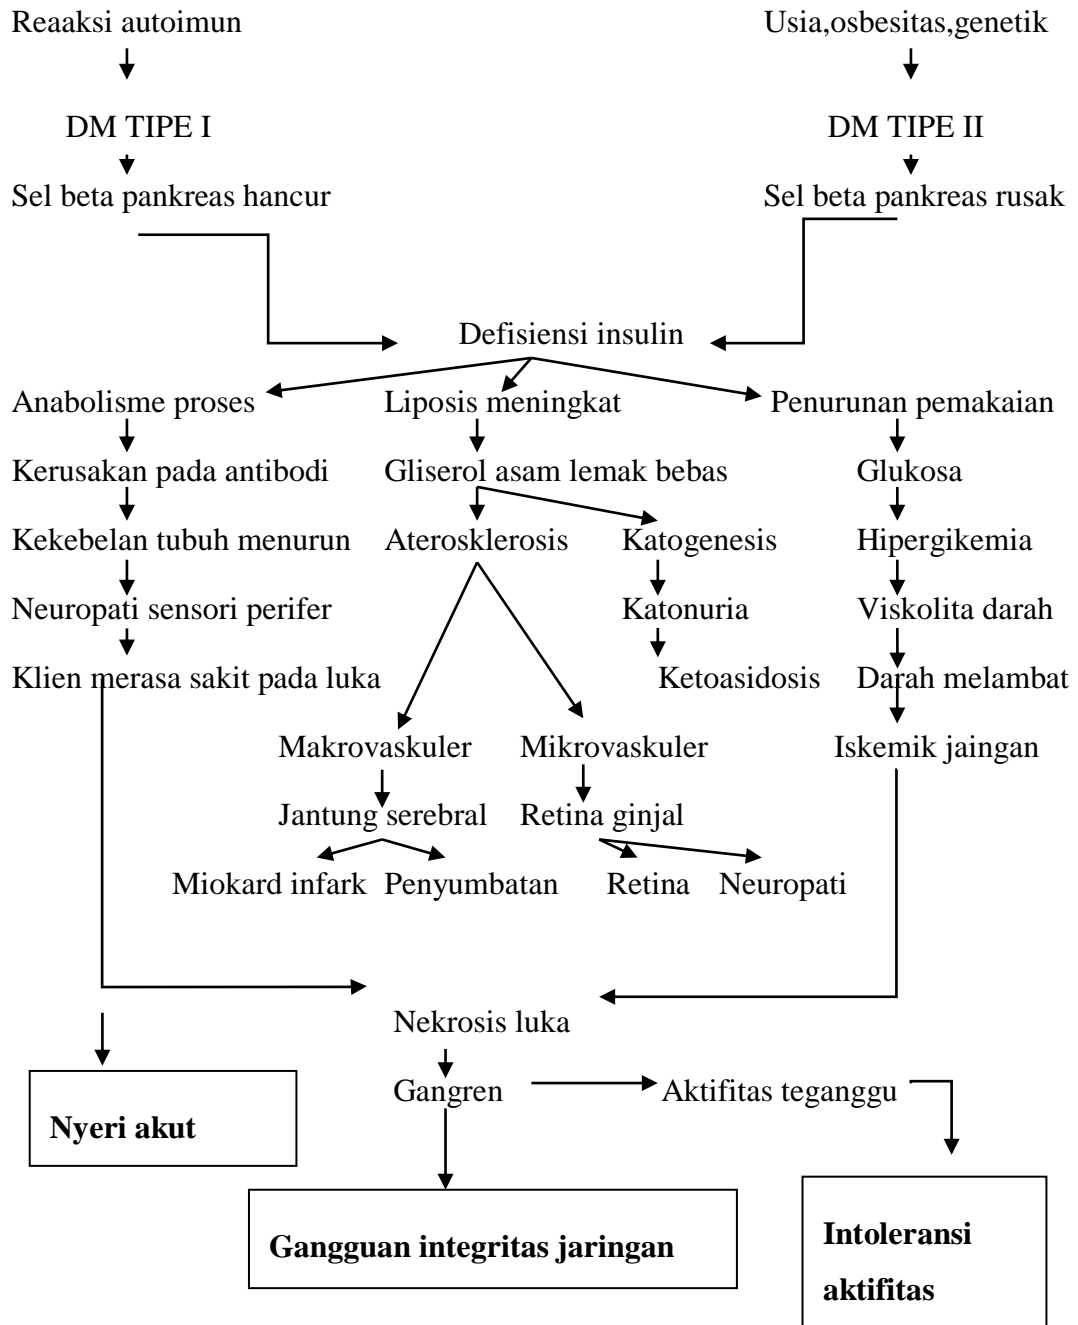 Reaaksi autoimun
Usia,osbesitas,genetik
DM TIPE I
DM TIPE II
Sel beta pankreas hancur
Sel beta pankreas rusak
Defisiensi insulin
Anabolisme proses
Liposis meningkat
Penurunan pemakaian
Kerusakan pada antibodi
Gliserol asam lemak bebas
Glukosa
Kekebelan tubuh menurun
Aterosklerosis
Katogenesis
Hipergikemia
Neuropati sensori perifer
Katonuria
Viskolita darah
Klien merasa sakit pada luka
Ketoasidosis
Darah melambat
Makrovaskuler
Mikrovaskuler
Iskemik jaingan
Jantung serebral
Retina ginjal
Miokard infark
Penyumbatan
Retina
Neuropati
Nekrosis luka
Gangren
Aktifitas teganggu
Nyeri akut
Gangguan integritas jaringan
Intoleransi
aktifitas